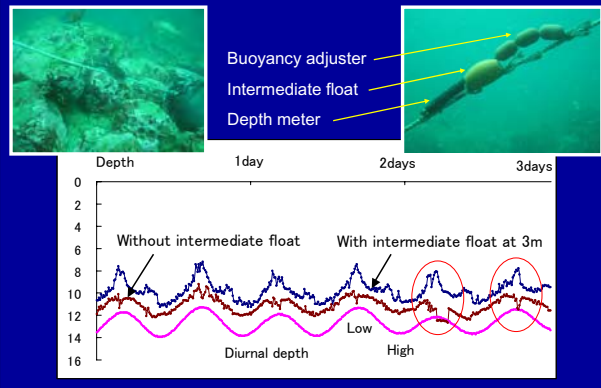 Buoyancy adjuster
Intermediate float
Depth meter
Depth 1day 2days 3days
0
2
4
6
Without intermediate float With intermediate float at 3m
8
10
12
Low
14
Diurnal depth High
16